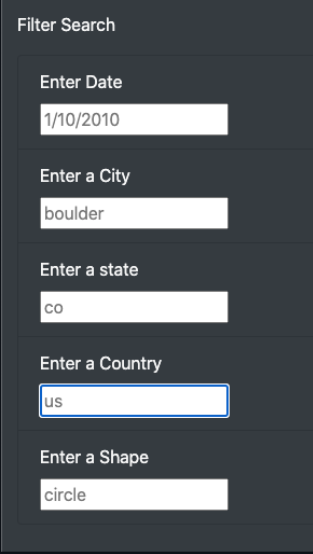 Filter Search
Enter Date
1/10/2010
Enter a City
boulder
Enter a state
co
Enter a Country
us
Enter a Shape
circle